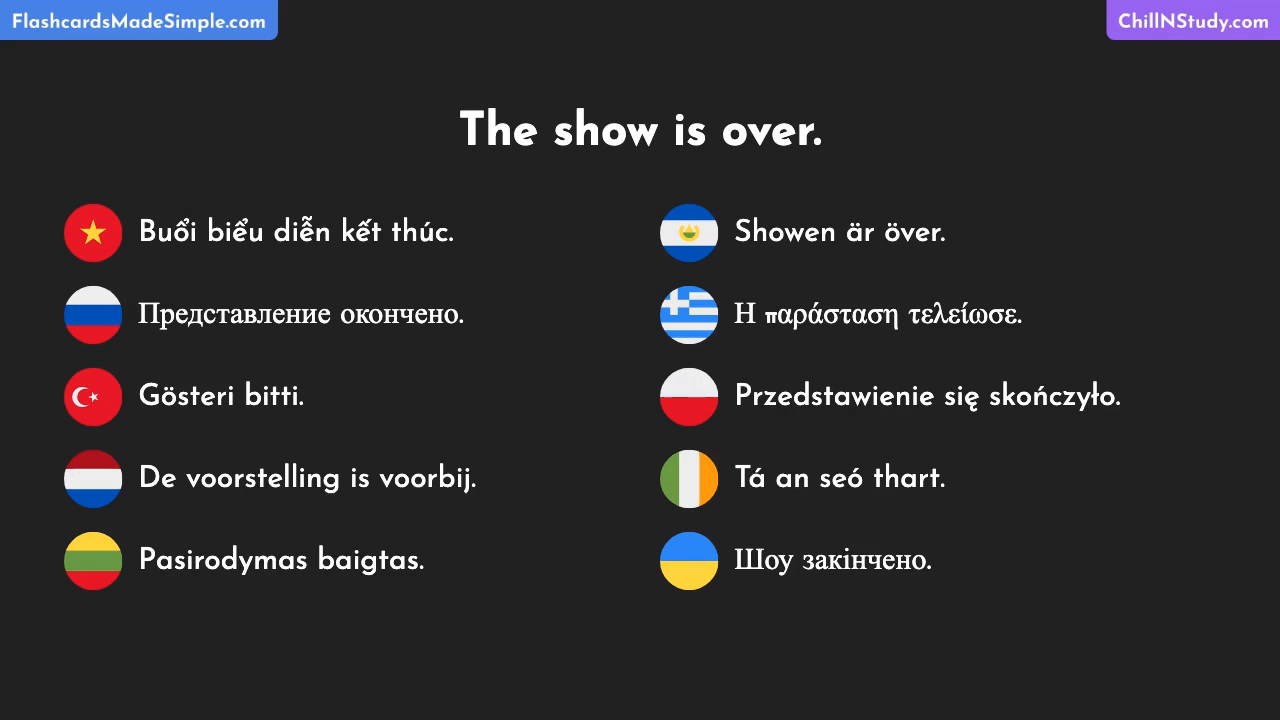 FlashcardsMadeSimple.com
ChillNStudy.com
The show is over.
Buổi biểu diễn kết thúc.
Представление окончено.
Gösteri bitti.
De voorstelling is voorbij.
Pasirodymas baigtas.
Showen är över.
Η παράσταση τελείωσε.
Przedstawienie się skończyło.
Tá an seó thart.
Шоу закінчено.